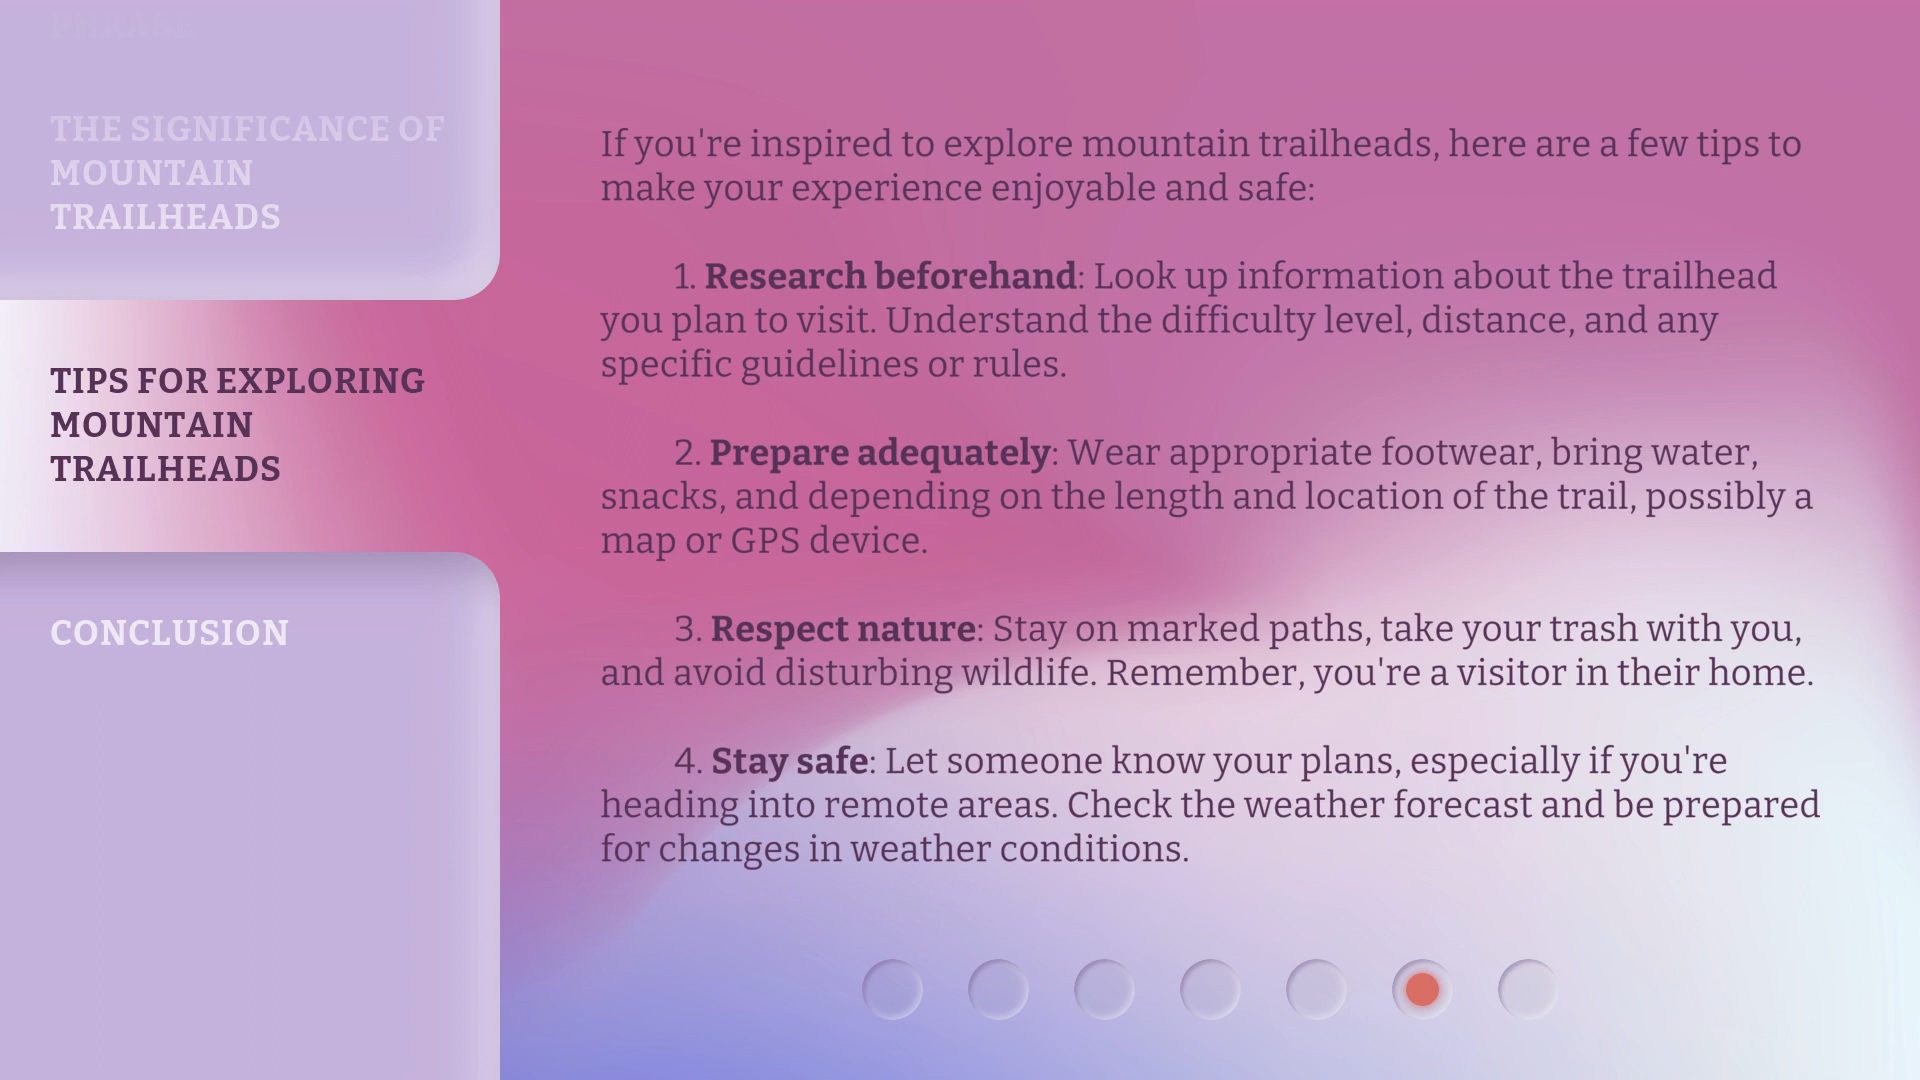 PHRASE
THE SIGNIFICANCE OF
MOUNTAIN
TRAILHEADS
TIPS FOR EXPLORING
MOUNTAIN
TRAILHEADS
CONCLUSION
If you're inspired to explore mountain trailheads, here are a few tips to
make your experience enjoyable and safe:
1. Research beforehand: Look up information about the trailhead
you plan to visit. Understand the difficulty level, distance, and any
specific guidelines or rules.
2. Prepare adequately: Wear appropriate footwear, bring water,
snacks, and depending on the length and location of the trail, possibly a
map or GPS device.
3. Respect nature: Stay on marked paths, take your trash with you,
and avoid disturbing wildlife. Remember, you're a visitor in their home.
4. Stay safe: Let someone know your plans, especially if you're
heading into remote areas. Check the weather forecast and be prepared
for changes in weather conditions.